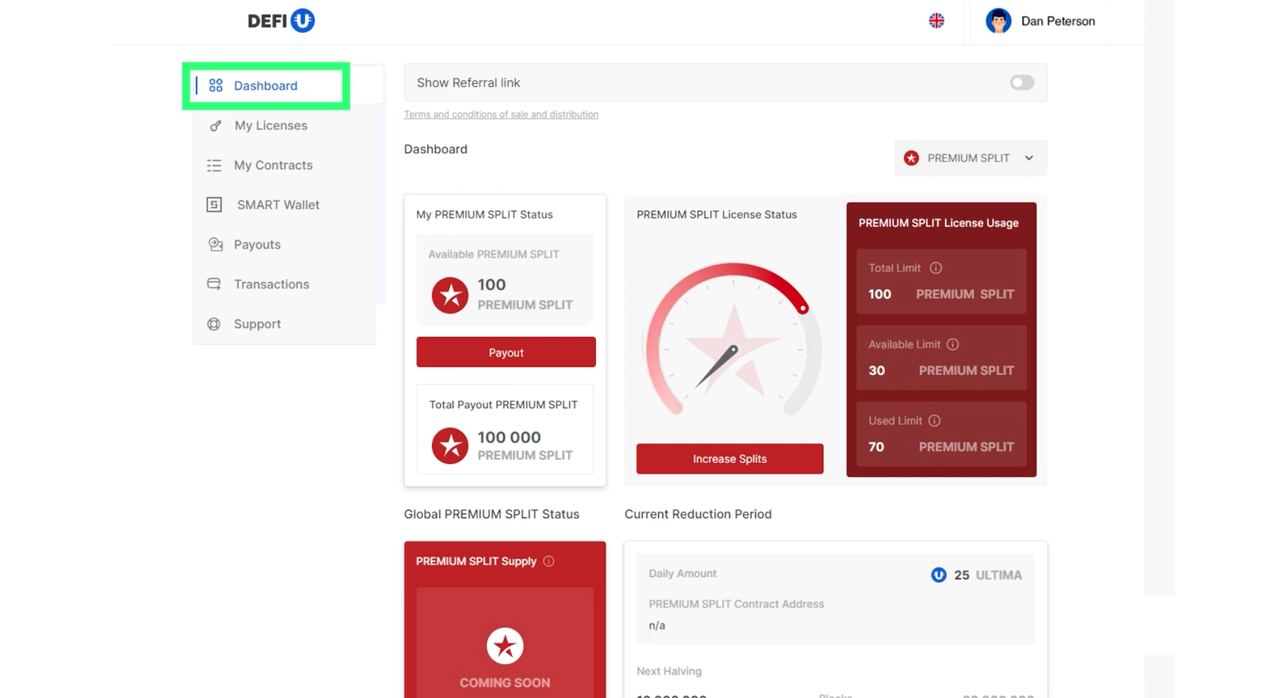 DEFI U
Dan Peterson
Dashboard
My Licenses
My Contracts
S SMART Wallet
Payouts
Transactions
Support
Show Referral link
Terms and conditions of sale and distribution
Dashboard
PREMIUM SPLIT
My PREMIUM SPLIT Status
Available PREMIUM SPLIT
100
PREMIUM SPLIT
Payout
Total Payout PREMIUM SPLIT
100 000
PREMIUM SPLIT
PREMIUM SPLIT License Status
Increase Splits
PREMIUM SPLIT License Usage
Total Limit
100 PREMIUM SPLIT
Available Limit
30 PREMIUM SPLIT
Used Limit
70 PREMIUM SPLIT
Global PREMIUM SPLIT Status
PREMIUM SPLIT Supply
COMING SOON
Current Reduction Period
Daily Amount
25 ULTIMA
PREMIUM SPLIT Contract Address
n/a
Next Halving
Blocks